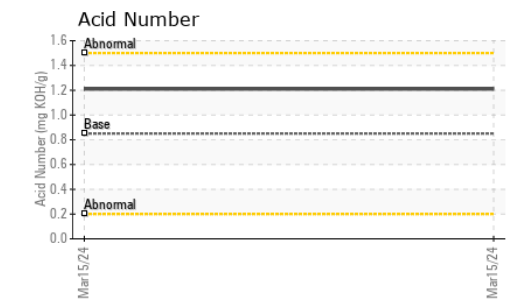 Acid Number
Acid Number (mg KOH/g)
1.6
Abnormal
1.4
1.2
1.0
Base
0.8
0.6
0.4
Abnormal
0.2
0.0
Mar15/24
Mar15/24